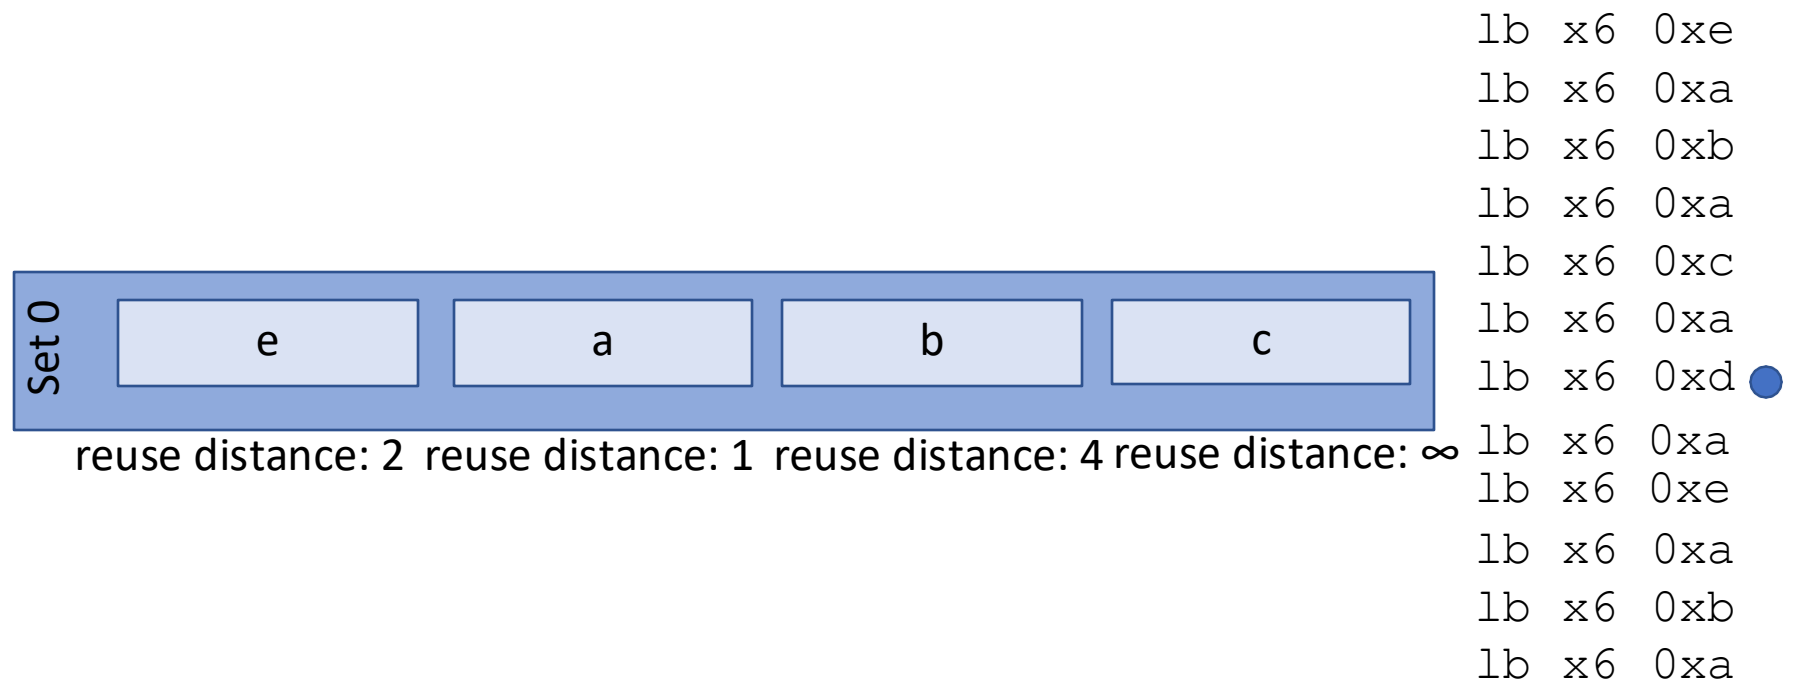 Set 0
e
a
b
c
reuse distance: 2
reuse distance: 1
reuse distance: 4
reuse distance: ∞
lb x6 0xe
lb x6 0xa
lb x6 0xb
lb x6 0xa
lb x6 0xc
lb x6 0xa
lb x6 0xd
lb x6 0xa
lb x6 0xe
lb x6 0xa
lb x6 0xb
lb x6 0xa